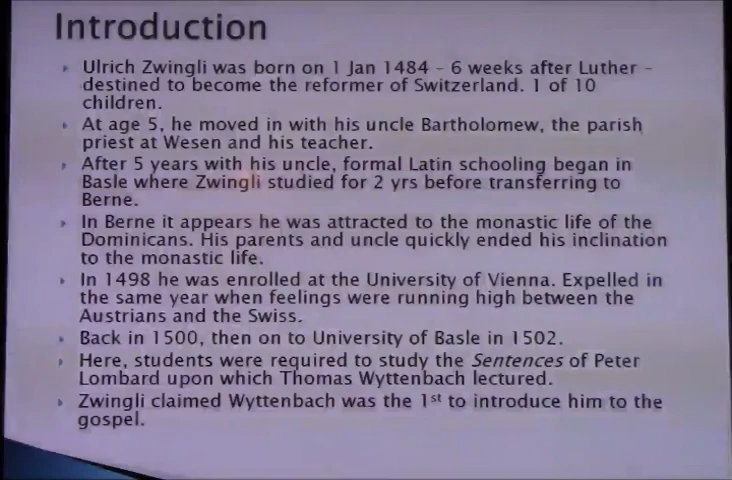 Introduction
Ulrich Zwingli was born on 1 Jan 1484 – 6 weeks after Luther –
destined to become the reformer of Switzerland. 1 of 10
children.
At age 5, he moved in with his uncle Bartholomew, the parish
priest at Wesen and his teacher.
After 5 years with his uncle, formal Latin schooling began in
Basle where Zwingli studied for 2 yrs before transferring to
Berne.
In Berne it appears he was attracted to the monastic life of the
Dominicans. His parents and uncle quickly ended his inclination
to the monastic life.
In 1498 he was enrolled at the University of Vienna. Expelled in
the same year when feelings were running high between the
Austrians and the Swiss.
Back in 1500, then on to University of Basle in 1502.
Here, students were required to study the Sentences of Peter
Lombard upon which Thomas Wyttenbach lectured.
Zwingli claimed Wyttenbach was the 1st to introduce him to the
gospel.